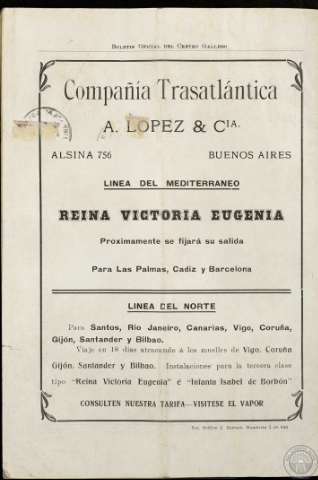 Boletin Oficial del Centro Gallego
Compañía Trasatlántica
A. LOPEZ & CIA.
ALSINA 756 BUENOS AIRES
LINEA DEL MEDITERRANEO
REINA VICTORIA EUGENIA
Proximamente se fijará su salida
Para Las Palmas, Cadiz y Barcelona
LINEA DEL NORTE
Para Santos, Rio Janeiro, Canarias, Vigo, Coruña,
Gijón, Santander y Bilbao.
Viaje en 18 dias atracando á los muelles de Vigo, Coruña
Gijón, Santander y Bilbao. Instalaciones para la tercera clase
tipo "Reina Victoria Eugenia" é "Infanta Isabel de Borbón"
CONSULTEN NUESTRA TARIFA—VISITESE EL VAPOR